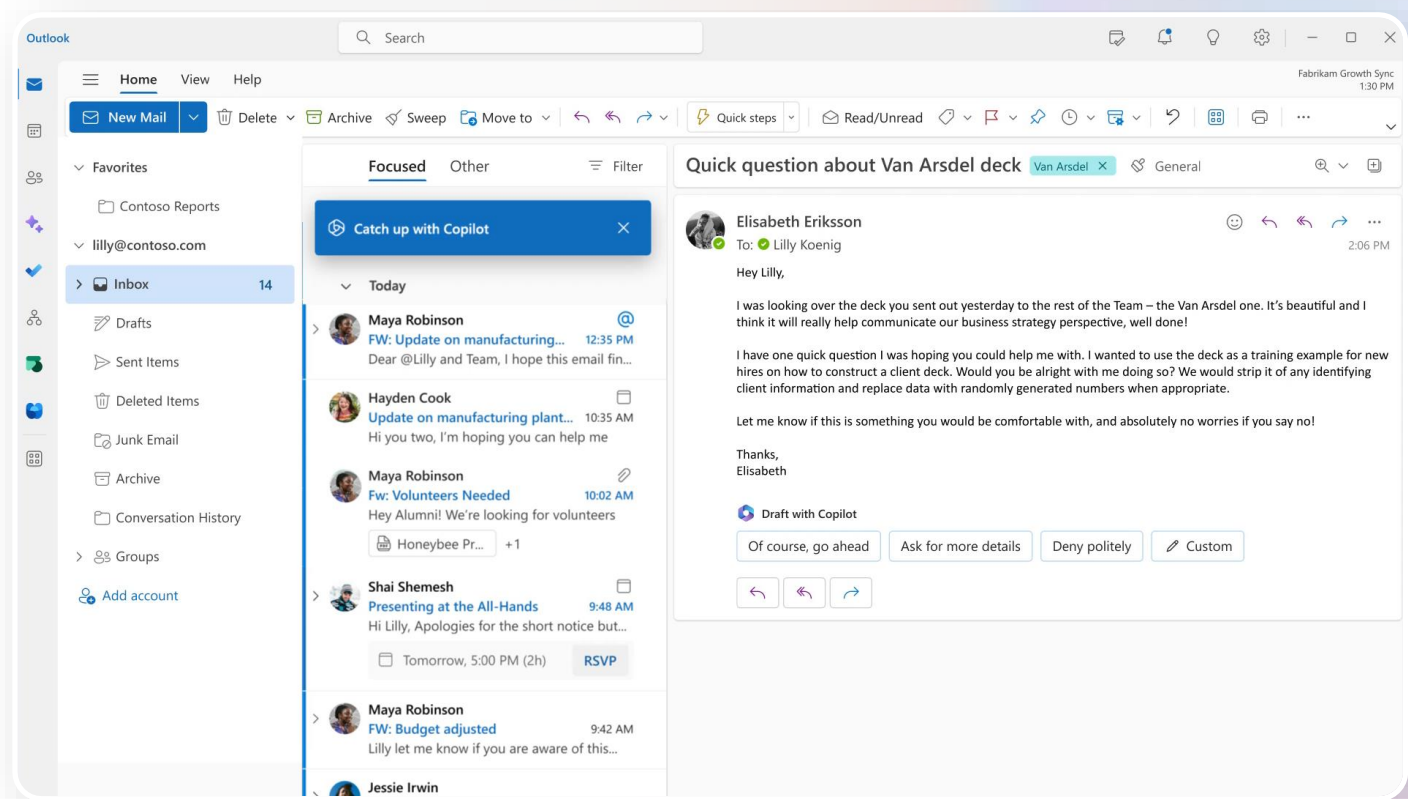 Outlook
Search
Home View Help
Fabrikam Growth Sync
1:30 PM
New Mail Delete Archive Sweep Move to Quick steps Read/Unread
Favorites
Contoso Reports
lilly@contoso.com
Inbox 14
Drafts
Sent Items
Deleted Items
Junk Email
Archive
Conversation History
Groups
Add account
Focused Other Filter
Catch up with Copilot
Today
Maya Robinson
FW: Update on manufacturing... 12:35 PM
Dear @Lilly and Team, I hope this email fin...
Hayden Cook
Update on manufacturing plant... 10:35 AM
Hi you two, I'm hoping you can help me
Maya Robinson
Fw: Volunteers Needed 10:02 AM
Hey Alumni! We're looking for volunteers
Honeybee Pr... +1
Shai Shemesh
Presenting at the All-Hands 9:48 AM
Hi Lilly, Apologies for the short notice but...
Tomorrow, 5:00 PM (2h) RSVP
Maya Robinson
FW: Budget adjusted 9:42 AM
Lilly let me know if you are aware of this...
Jessie Irwin
Quick question about Van Arsdel deck Van Arsdel General
Elisabeth Eriksson
To: Lilly Koenig 2:06 PM
Hey Lilly,
I was looking over the deck you sent out yesterday to the rest of the Team – the Van Arsdel one. It's beautiful and I
think it will really help communicate our business strategy perspective, well done!
I have one quick question I was hoping you could help me with. I wanted to use the deck as a training example for new
hires on how to construct a client deck. Would you be alright with me doing so? We would strip it of any identifying
client information and replace data with randomly generated numbers when appropriate.
Let me know if this is something you would be comfortable with, and absolutely no worries if you say no!
Thanks,
Elisabeth
Draft with Copilot
Of course, go ahead Ask for more details Deny politely Custom